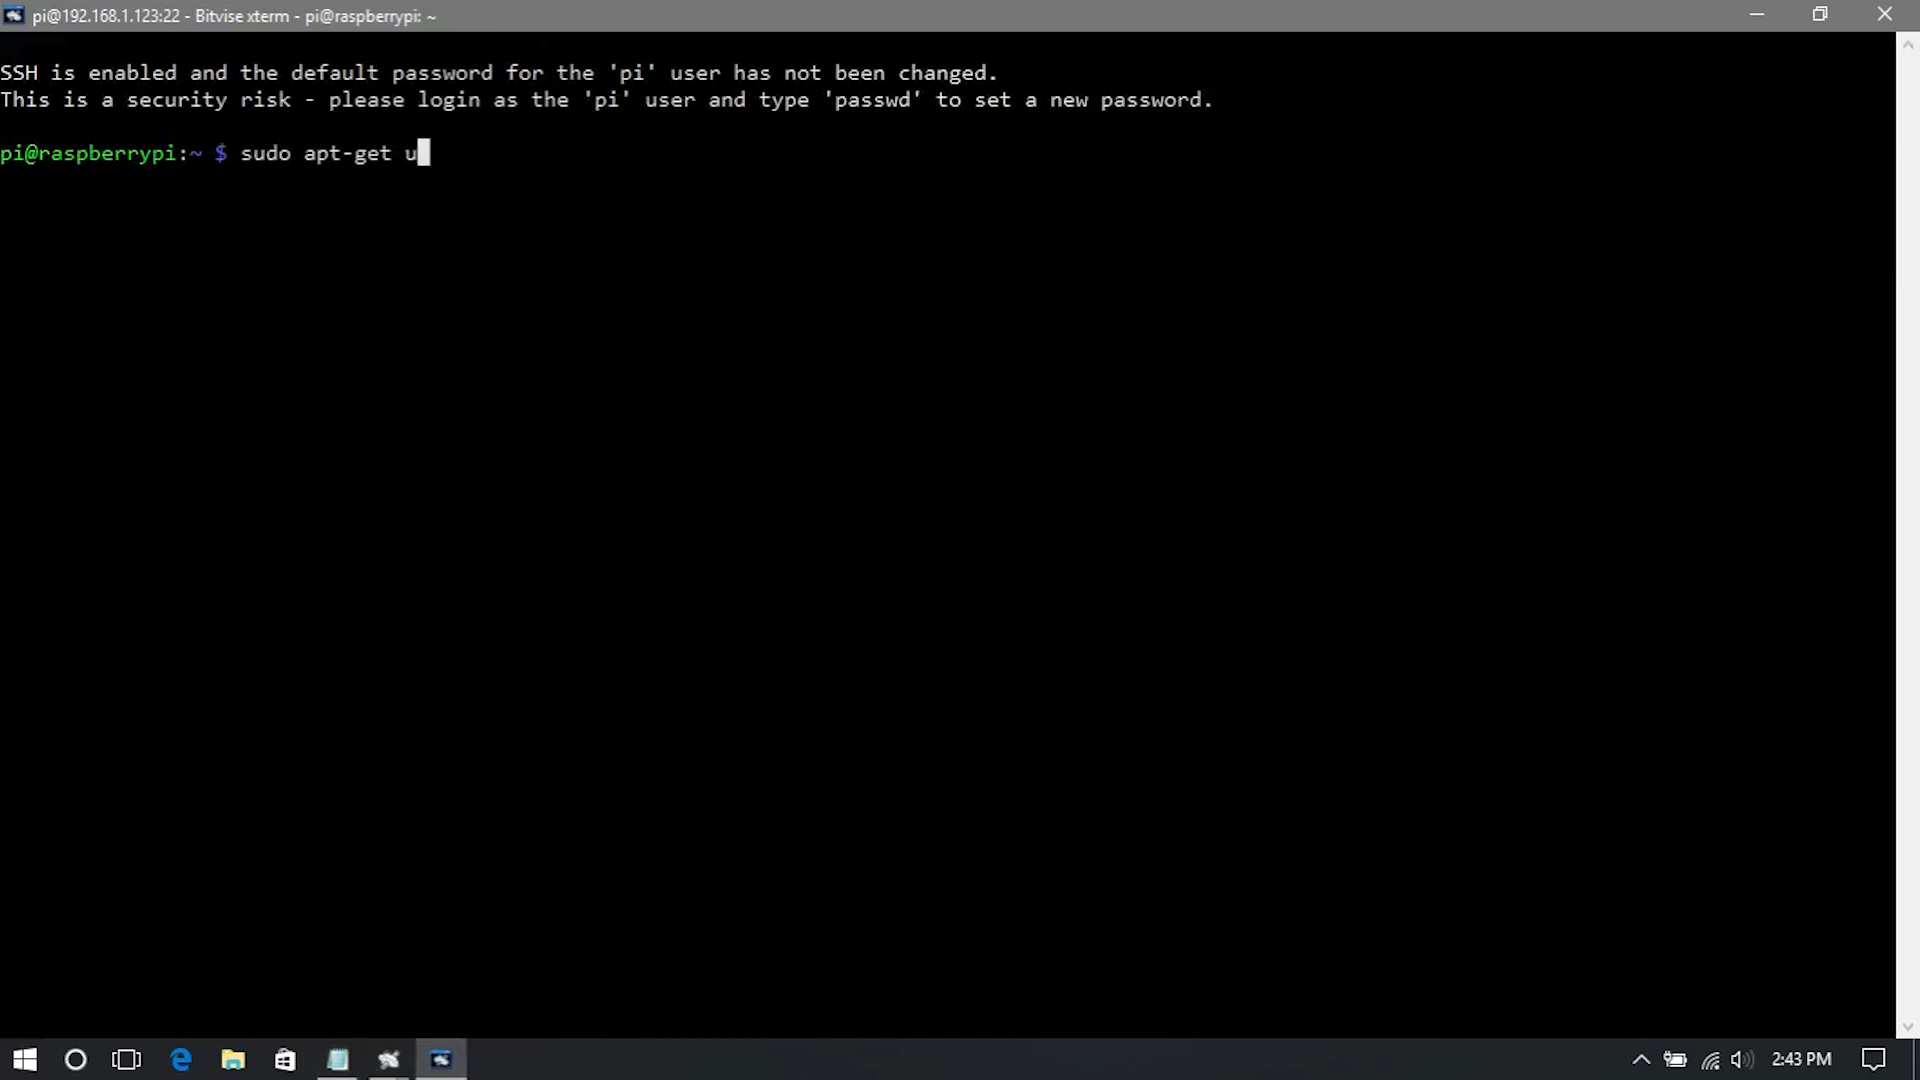 pi@192.168.1.123:22 - Bitvise xterm - pi@raspberrypi: ~
SSH is enabled and the default password for the 'pi' user has not been changed.
This is a security risk - please login as the 'pi' user and type 'passwd' to set a new password.
pi@raspberrypi:~ $ sudo apt-get u
2:43 PM